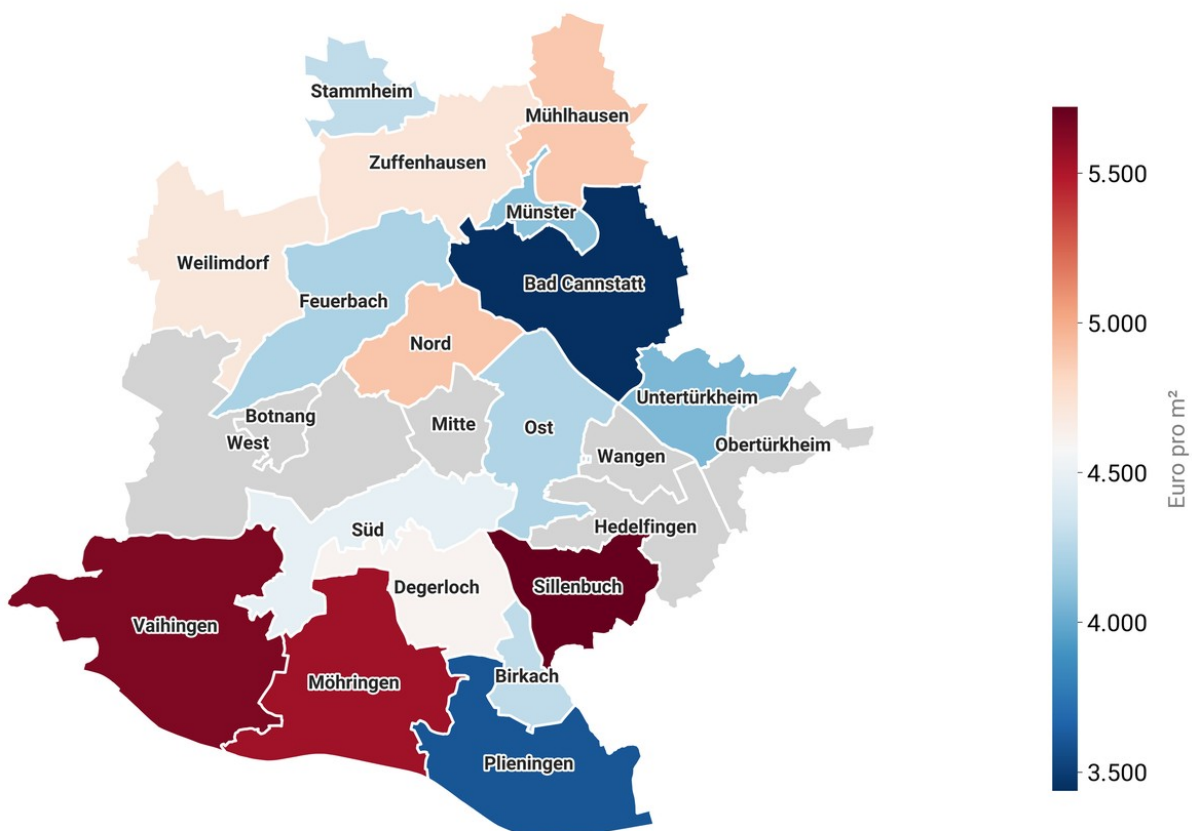 Stammheim
Mühlhausen
Zuffenhausen
Münster
Weilimdorf
Bad Cannstatt
Feuerbach
Nord
Untertürkheim
Botnang
Mitte
Ost
West
Obertürkheim
Wangen
Süd
Hedelfingen
Degerloch
Sillenbuch
Vaihingen
Möhringen
Birkach
Plieningen
5.500
5.000
4.500
4.000
3.500
Euro pro m²